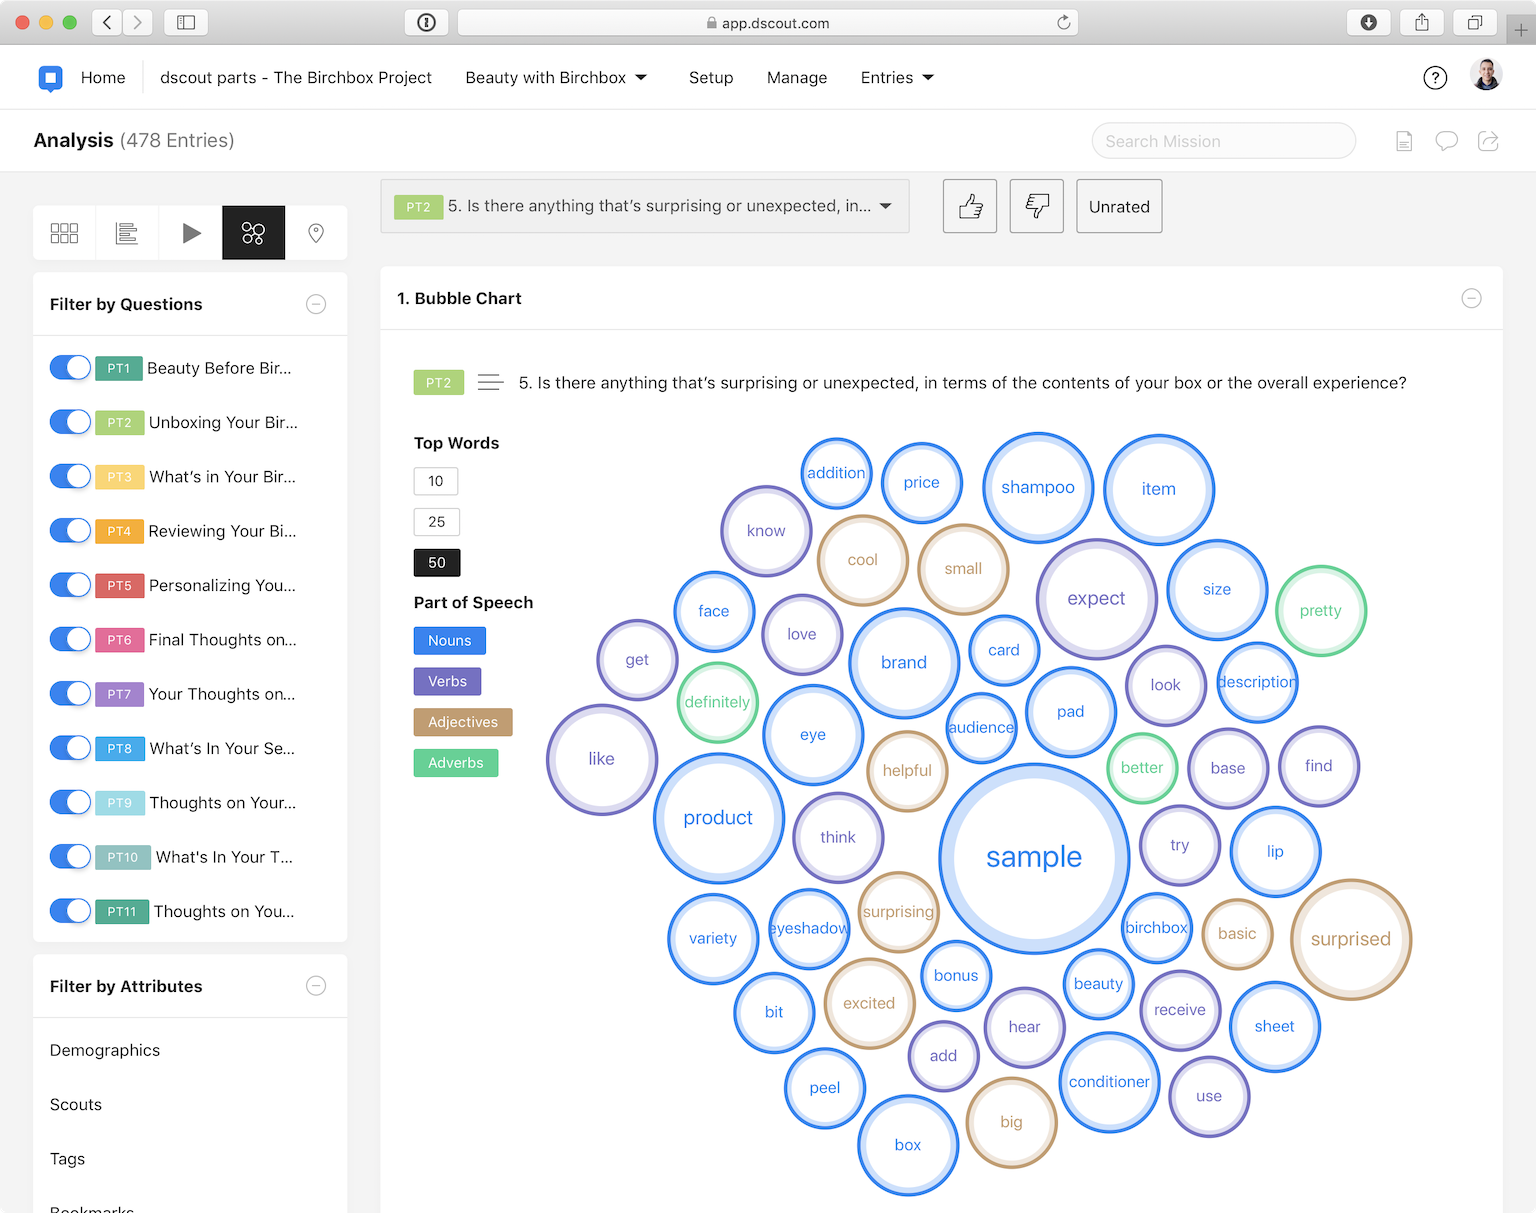 app.dscout.com
Home
dscout parts - The Birchbox Project
Beauty with Birchbox
Setup
Manage
Entries
?
Analysis (478 Entries)
Search Mission
PT2 5. Is there anything that’s surprising or unexpected, in...
Unrated
Filter by Questions
PT1 Beauty Before Bir...
PT2 Unboxing Your Bir...
PT3 What’s in Your Bir...
PT4 Reviewing Your Bi...
PT5 Personalizing You...
PT6 Final Thoughts on...
PT7 Your Thoughts on...
PT8 What’s In Your Se...
PT9 Thoughts on Your...
PT10 What's In Your T...
PT11 Thoughts on You...
Filter by Attributes
Demographics
Scouts
Tags
Bookmarks
1. Bubble Chart
PT2 5. Is there anything that’s surprising or unexpected, in terms of the contents of your box or the overall experience?
Top Words
10
25
50
Part of Speech
Nouns
Verbs
Adjectives
Adverbs
addition
price
shampoo
item
know
cool
small
expect
size
pretty
face
love
get
brand
card
look
description
definitely
eye
audience
pad
like
helpful
better
base
find
product
think
sample
try
lip
variety
eyeshadow
surprising
birchbox
basic
surprised
bonus
beauty
bit
excited
hear
receive
sheet
add
peel
conditioner
use
big
box